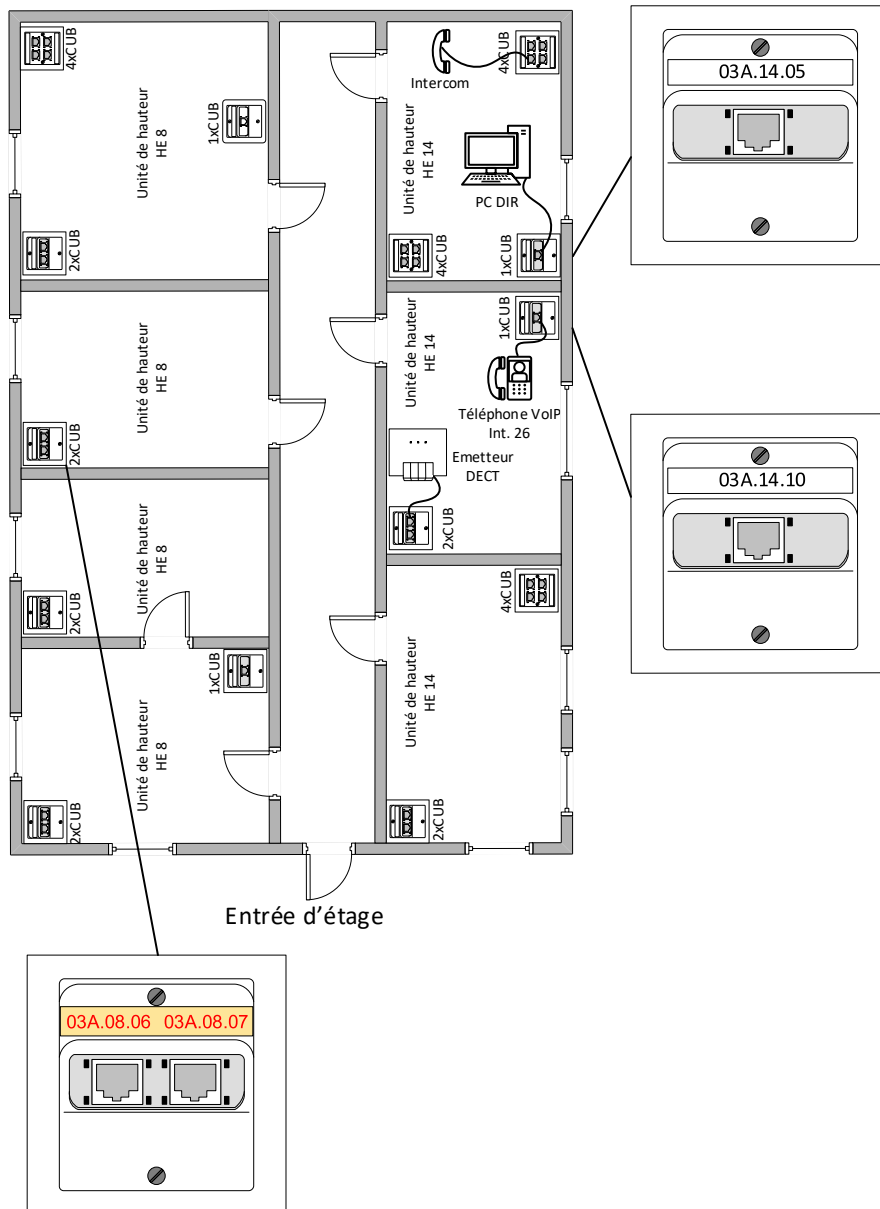 4xCUB
Unité de hauteur
HE 8
1xCUB
2xCUB
Unité de hauteur
HE 8
2xCUB
Unité de hauteur
HE 8
2xCUB
1xCUB
Unité de hauteur
HE 8
2xCUB
Intercom
4xCUB
Unité de hauteur
HE 14
PC DIR
4xCUB
1xCUB
1xCUB
Unité de hauteur
HE 14
Téléphone VoIP
Int. 26
Emetteur
DECT
2xCUB
4xCUB
Unité de hauteur
HE 14
2xCUB
Entrée d’étage
03A.14.05
03A.14.10
03A.08.06 03A.08.07